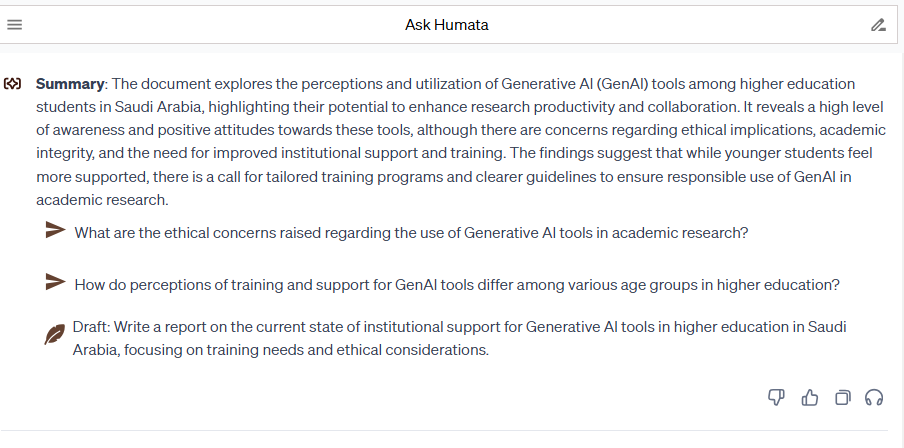 Ask Humata
Summary: The document explores the perceptions and utilization of Generative AI (GenAI) tools among higher education
students in Saudi Arabia, highlighting their potential to enhance research productivity and collaboration. It reveals a high level
of awareness and positive attitudes towards these tools, although there are concerns regarding ethical implications, academic
integrity, and the need for improved institutional support and training. The findings suggest that while younger students feel
more supported, there is a call for tailored training programs and clearer guidelines to ensure responsible use of GenAI in
academic research.
What are the ethical concerns raised regarding the use of Generative AI tools in academic research?
How do perceptions of training and support for GenAI tools differ among various age groups in higher education?
Draft: Write a report on the current state of institutional support for Generative AI tools in higher education in Saudi
Arabia, focusing on training needs and ethical considerations.